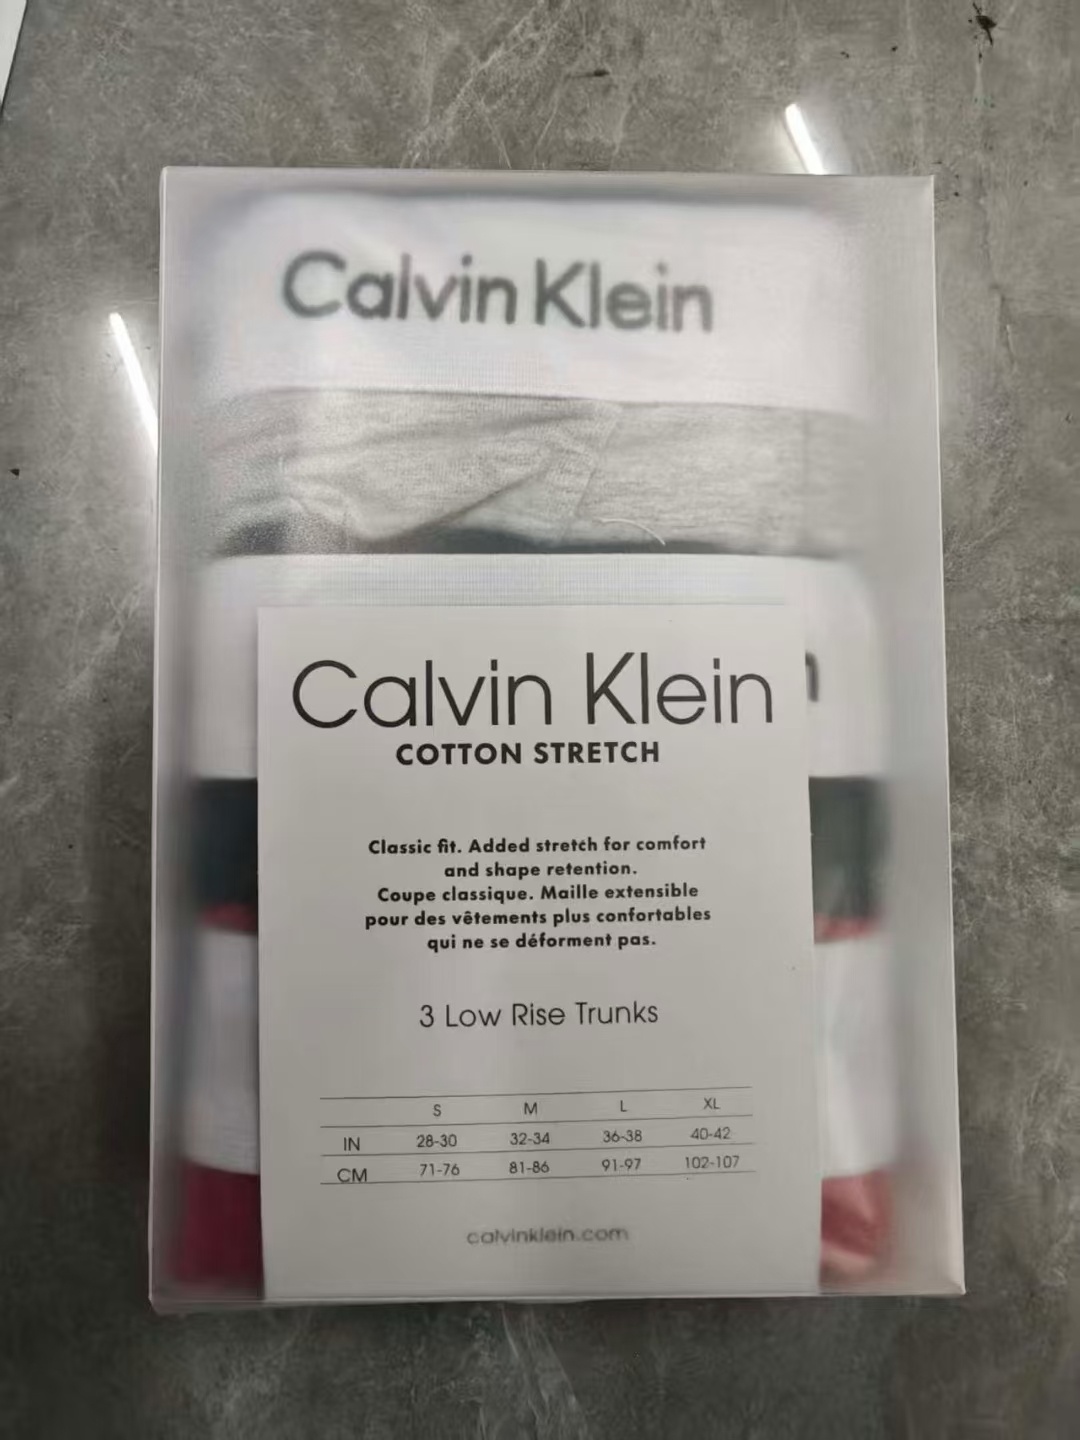 Calvin Klein
n
Calvin Klein
COTTON STRETCH
Classic fit. Added stretch for comfort
and shape retention.
Coupe classique. Maille extensible
pour des vêtements plus confortables
qui ne se déforment pas.
3 Low Rise Trunks
S M L XL
IN 28-30 32-34 36-38 40-42
CM 71-76 81-86 91-97 102-107
calvinklein.com